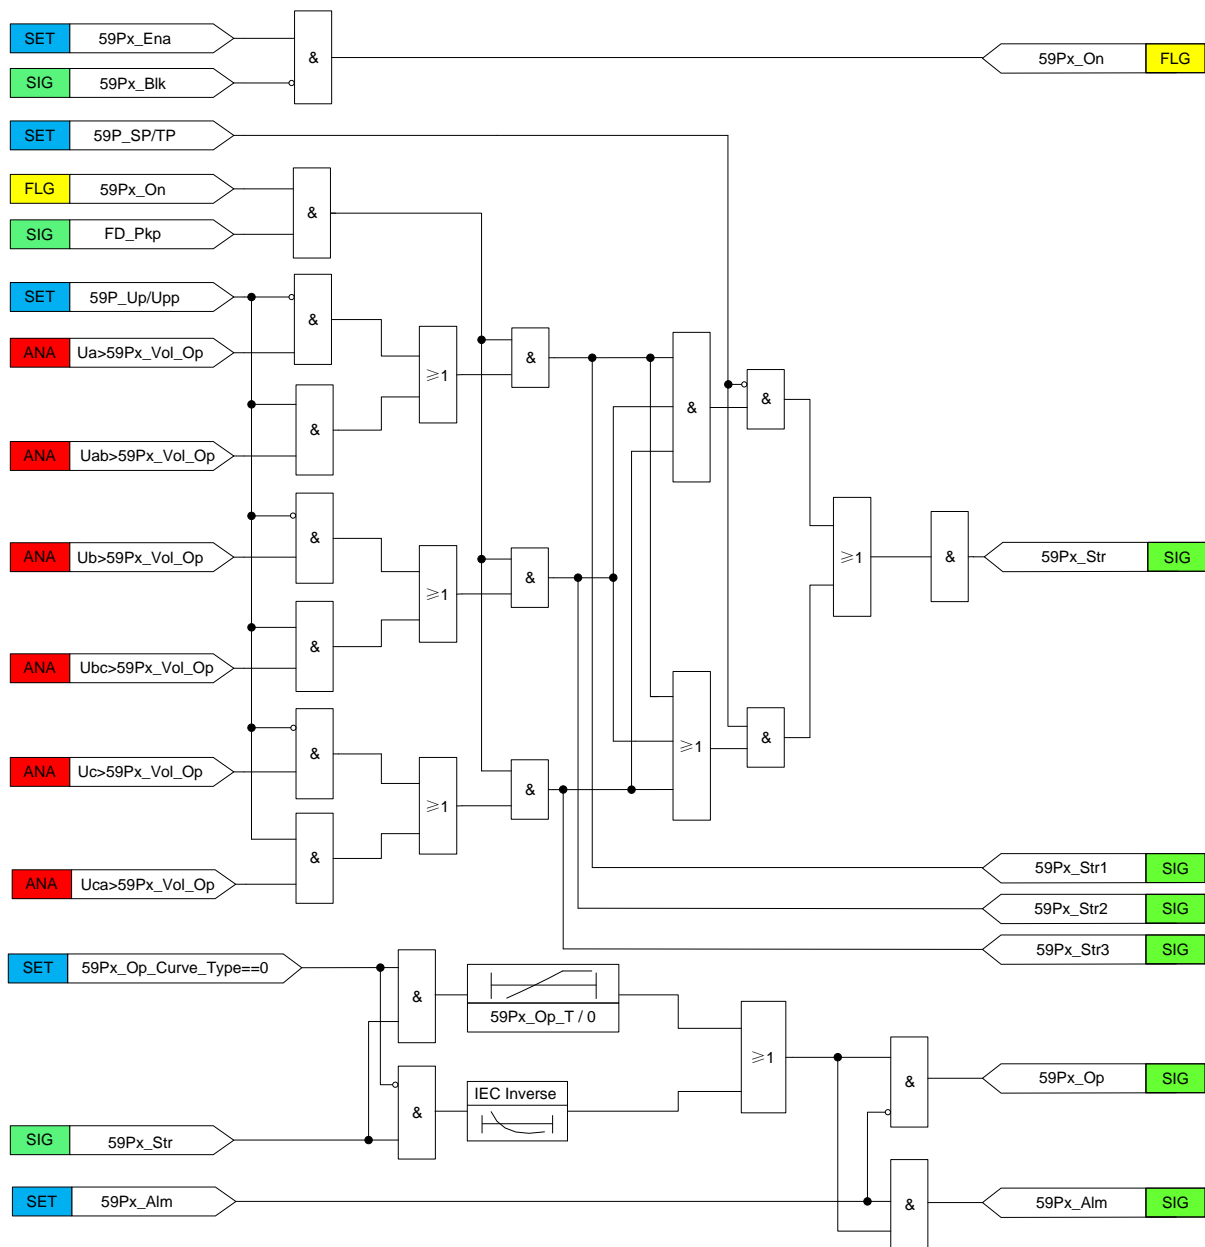 SET 59Px_Ena
&
59Px_On FLG
SIG 59Px_Blk
SET 59P_SP/TP
FLG 59Px_On
&
SIG FD_Pkp
SET 59P_Up/Upp
&
ANA Ua>59Px_Vol_Op
≥1
&
&
&
&
&
ANA Uab>59Px_Vol_Op
&
ANA Ub>59Px_Vol_Op
≥1
&
≥1
&
59Px_Str SIG
&
ANA Ubc>59Px_Vol_Op
&
ANA Uc>59Px_Vol_Op
≥1
&
≥1
&
&
ANA Uca>59Px_Vol_Op
59Px_Str1 SIG
59Px_Str2 SIG
59Px_Str3 SIG
SET 59Px_Op_Curve_Type==0
&
59Px_Op_T / 0
≥1
&
59Px_Op SIG
IEC Inverse
&
SIG 59Px_Str
SET 59Px_Alm
&
59Px_Alm SIG